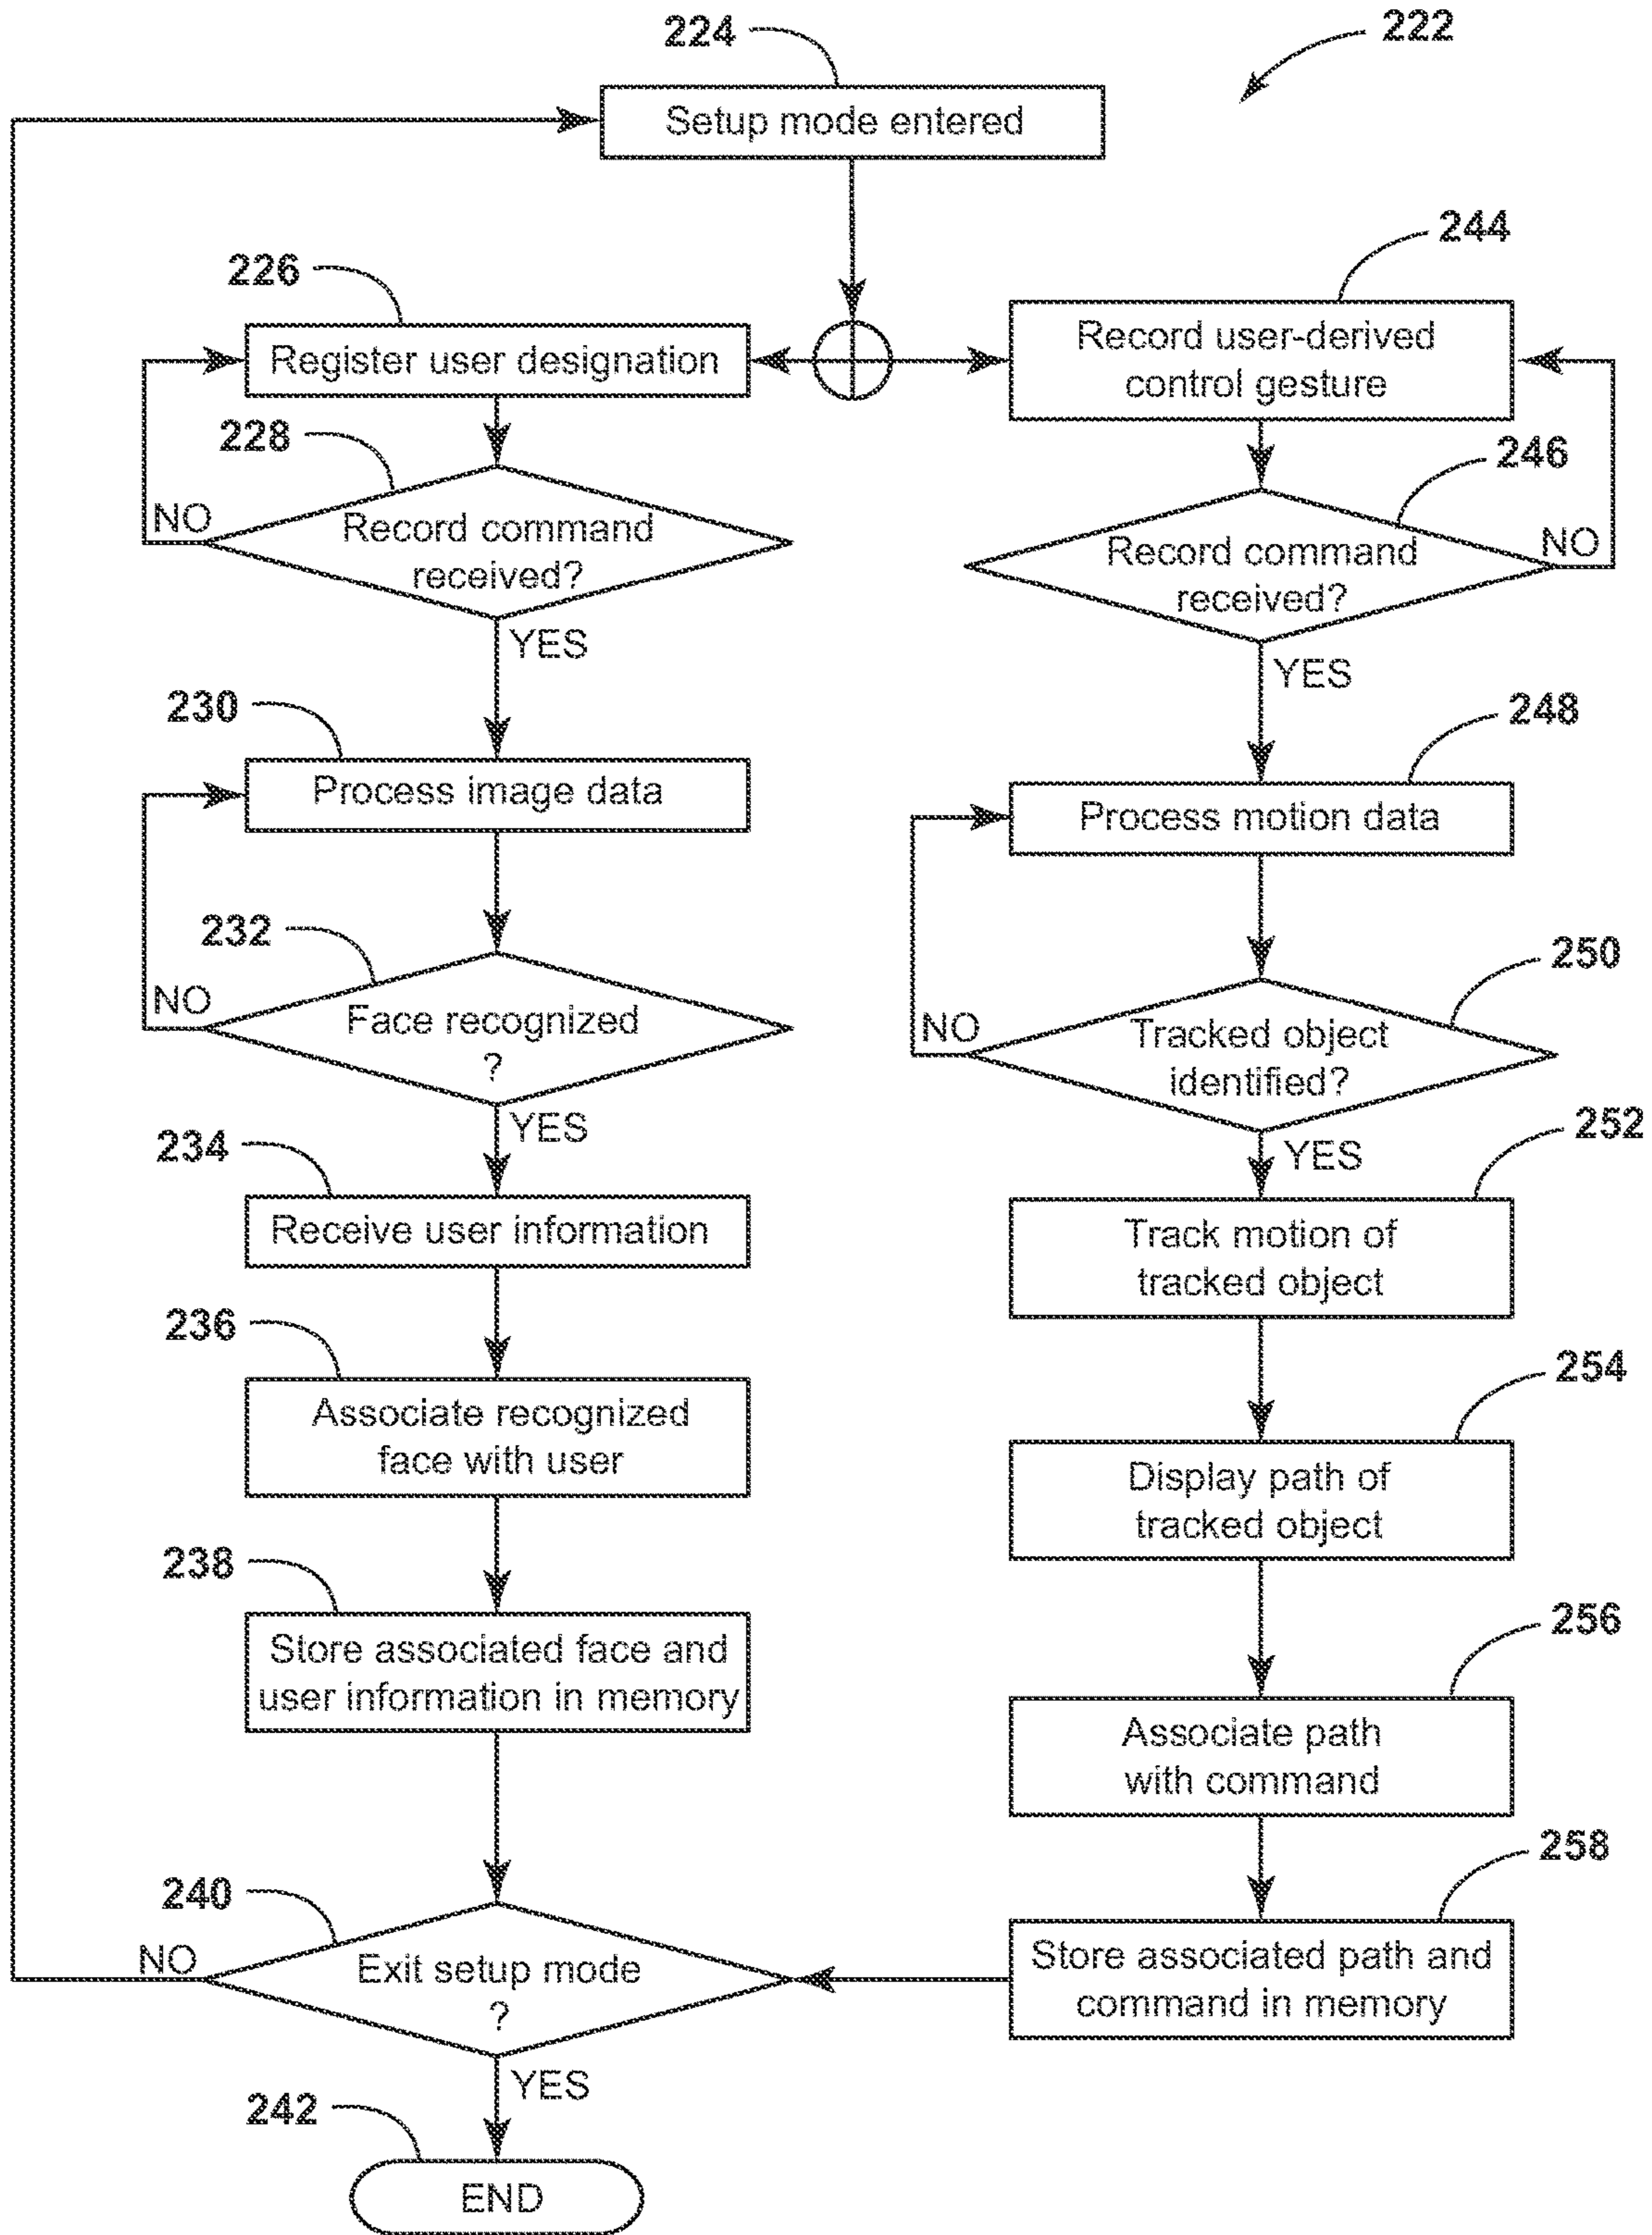 224
222
Setup mode entered
244
226
Record user-derived
control gesture
Register user designation
228
246
NO
Record command
received?
NO
Record command
received?
YES
YES
230
248
Process image data
Process motion data
232
250
NO
Face recognized
?
NO
Tracked object
identified?
252
YES
234
YES
Receive user information
Track motion of
tracked object
236
254
Associate recognized
face with user
Display path of
tracked object
238
256
Store associated face and
user information in memory
Associate path
with command
258
240
NO
Exit setup mode
?
Store associated path and
command in memory
YES
242
END